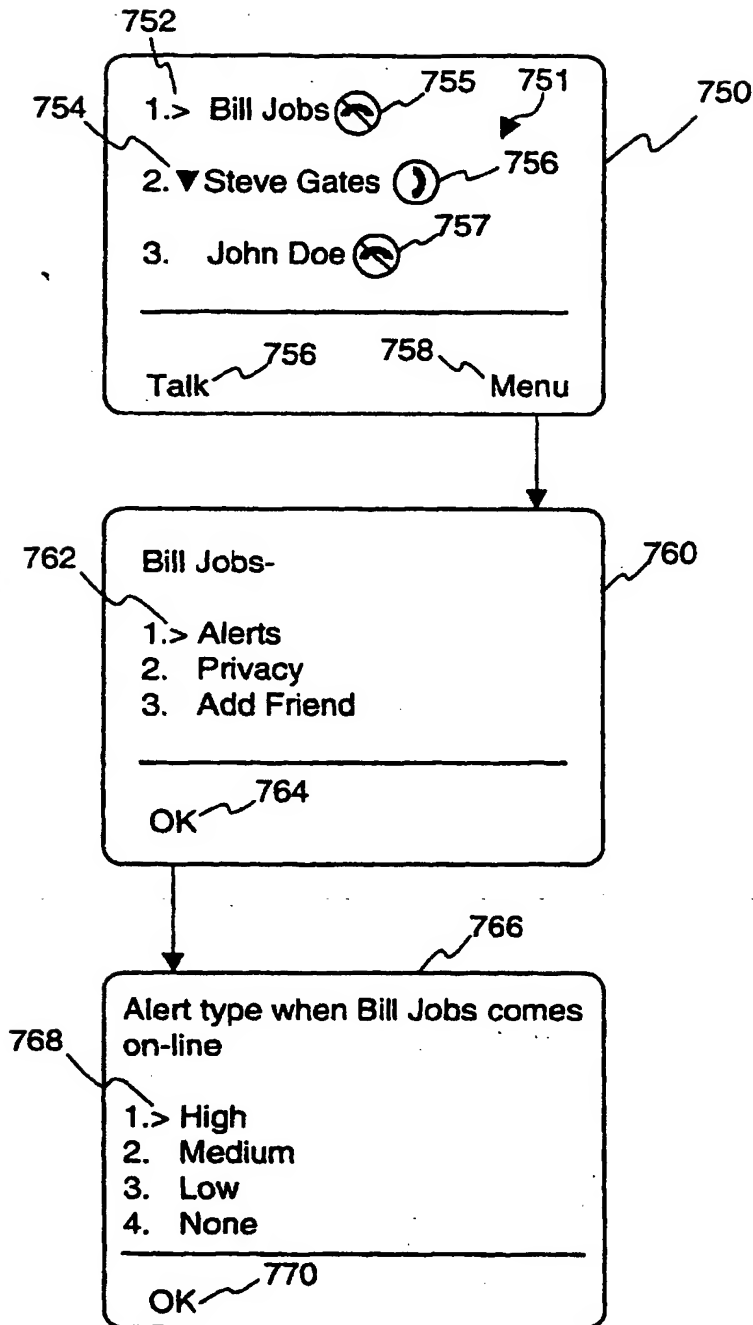 752
1.> Bill Jobs 755 751
754 750
2.▼Steve Gates 756
757
3. John Doe
756 758
Talk Menu
762 Bill Jobs- 760
1.> Alerts
2. Privacy
3. Add Friend
764
OK
766
Alert type when Bill Jobs comes
768 on-line
1.> High
2. Medium
3. Low
4. None
770
OK